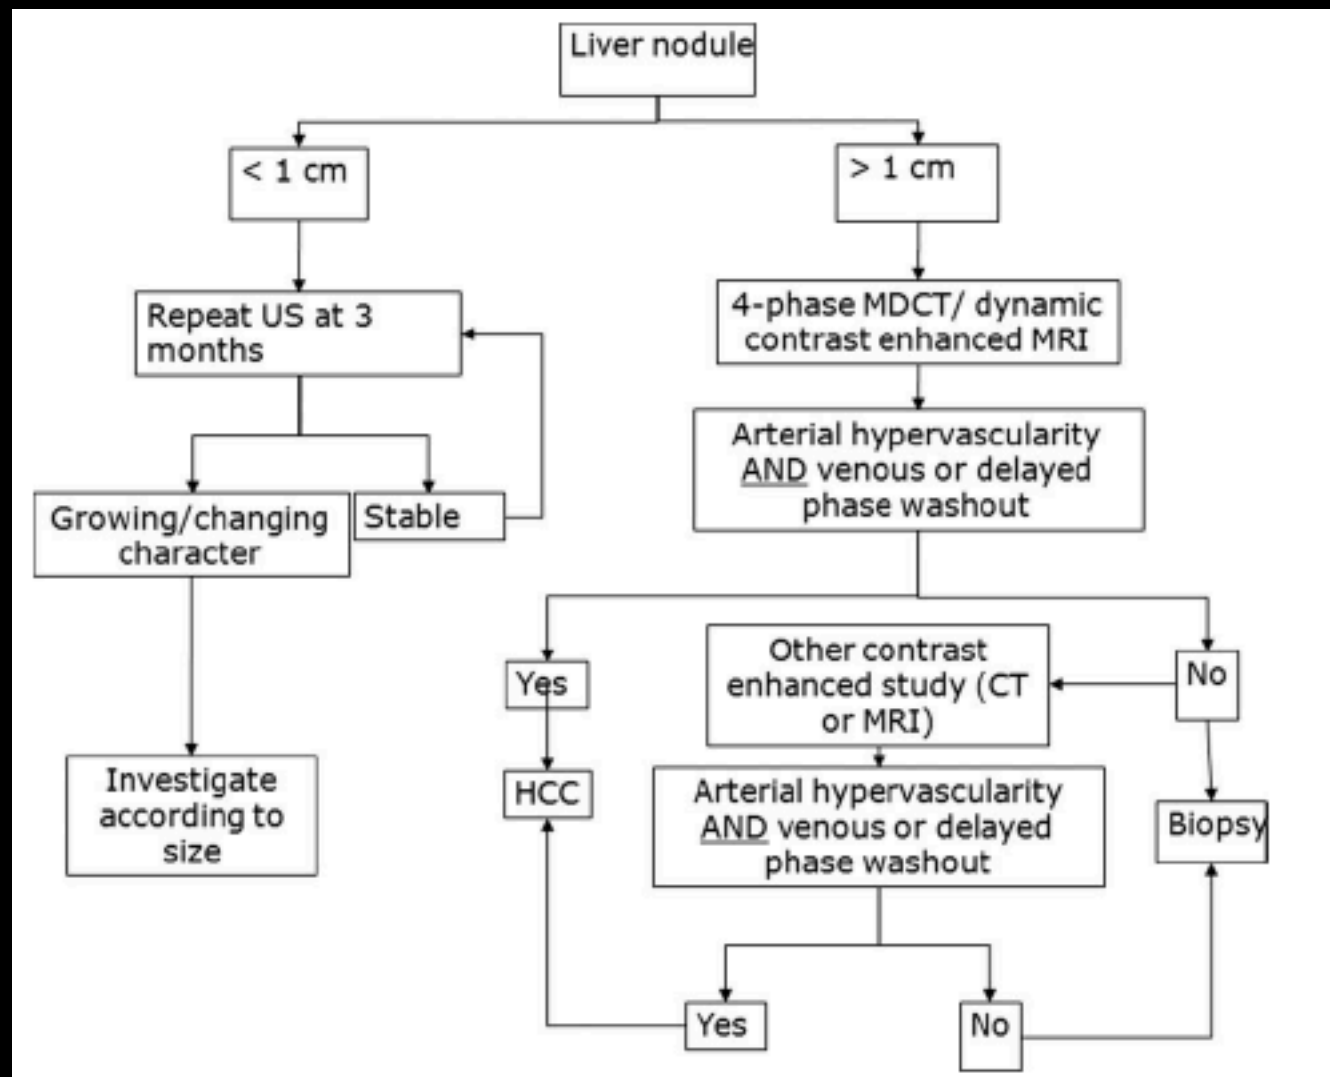 Liver nodule
< 1 cm
> 1 cm
Repeat US at 3
months
4-phase MDCT/ dynamic
contrast enhanced MRI
Arterial hypervascularity
AND venous or delayed
phase washout
Growing/changing
character
Stable
Yes
Other contrast
enhanced study (CT
or MRI)
No
Investigate
according to
size
HCC
Arterial hypervascularity
AND venous or delayed
phase washout
Biopsy
Yes
No